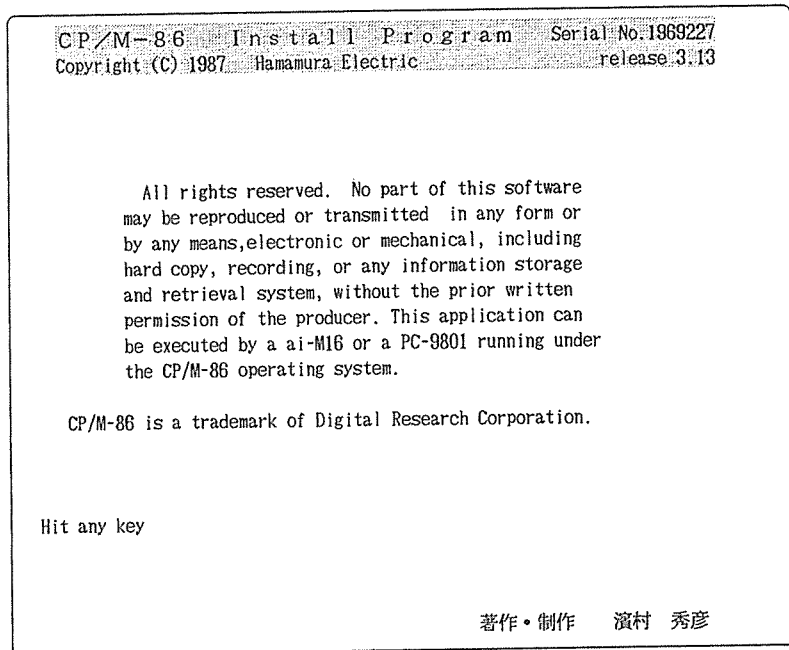 CP/M-86 Install Program Serial No.1969227
Copyright (C) 1987 Hamamura Electric release 3.13
All rights reserved. No part of this software
may be reproduced or transmitted in any form or
by any means,electronic or mechanical, including
hard copy, recording, or any information storage
and retrieval system, without the prior written
permission of the producer. This application can
be executed by a ai-M16 or a PC-9801 running under
the CP/M-86 operating system.
CP/M-86 is a trademark of Digital Research Corporation.
Hit any key
著作・制作 濱村 秀彦